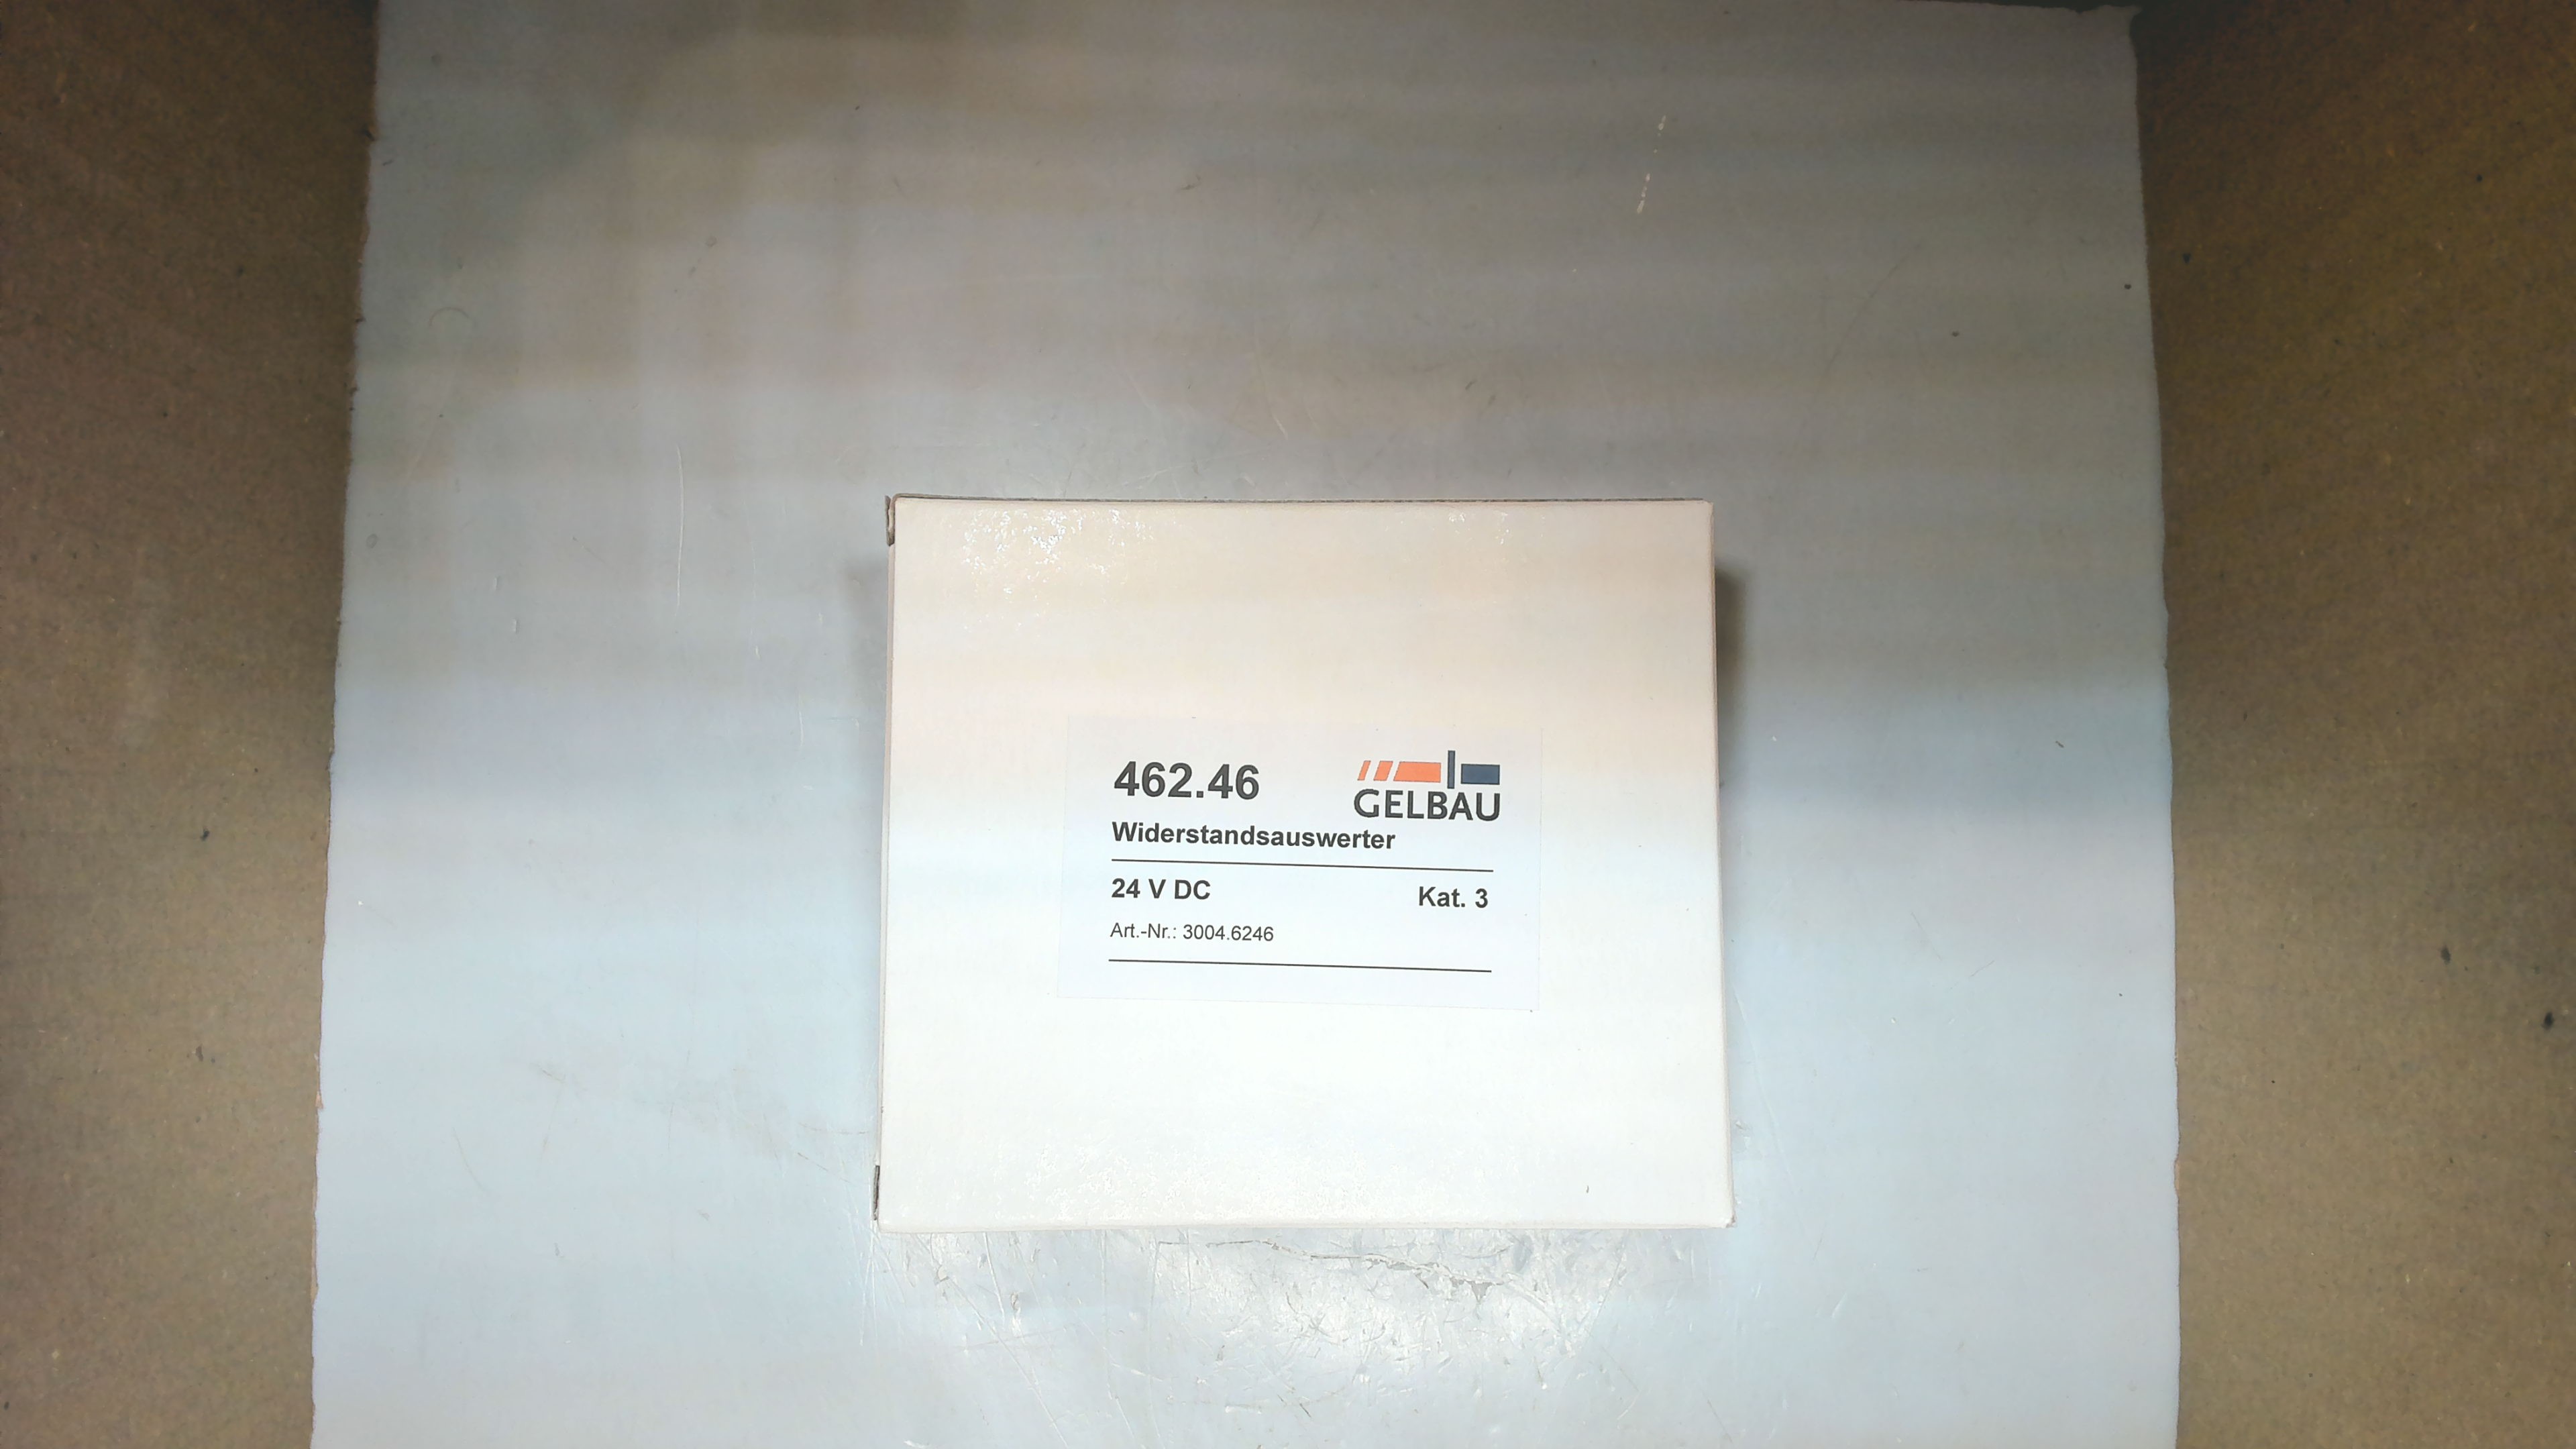 462.46
GELBAU
Widerstandsauswerter
24 V DC Kat. 3
Art.-Nr.: 3004.6246